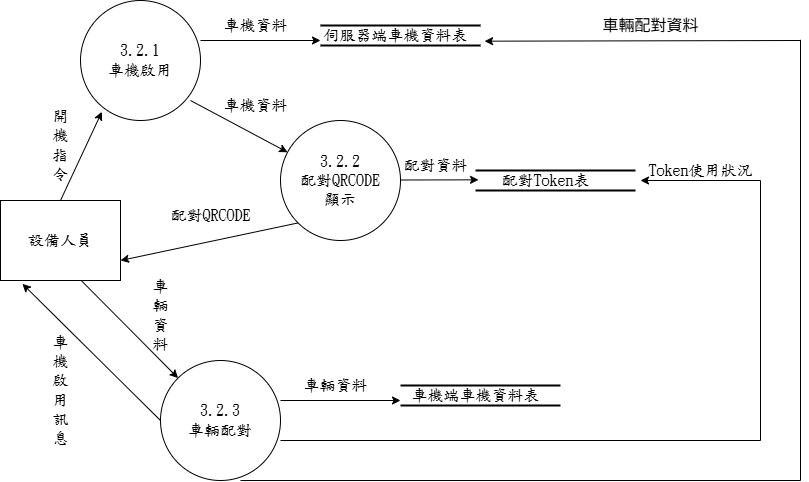 車機資料
車輛配對資料
伺服器端車機資料表
3.2.1
車機啟用
車機資料
開
機
指
令
3.2.2
配對QRCODE
顯示
配對資料
配對Token表
Token使用狀況
配對QRCODE
設備人員
車
輛
資
料
車
機
啟
用
訊
息
3.2.3
車輛配對
車輛資料
車機端車機資料表